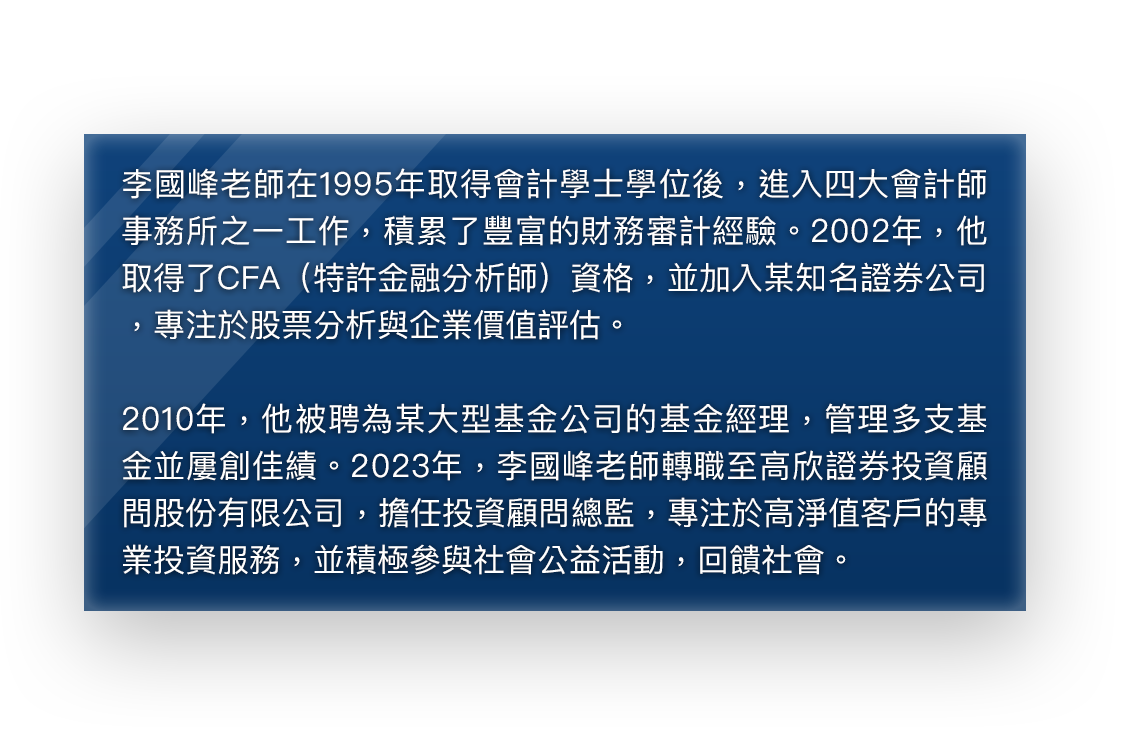 李國峰老師在1995年取得會計學士學位後，進入四大會計師
事務所之一工作，積累了豐富的財務審計經驗。2002年，他
取得了CFA（特許金融分析師）資格，並加入某知名證券公司
，專注於股票分析與企業價值評估。
2010年，他被聘為某大型基金公司的基金經理，管理多支基
金並屢創佳績。2023年，李國峰老師轉職至高欣證券投資顧
問股份有限公司，擔任投資顧問總監，專注於高淨值客戶的專
業投資服務，並積極參與社會公益活動，回饋社會。